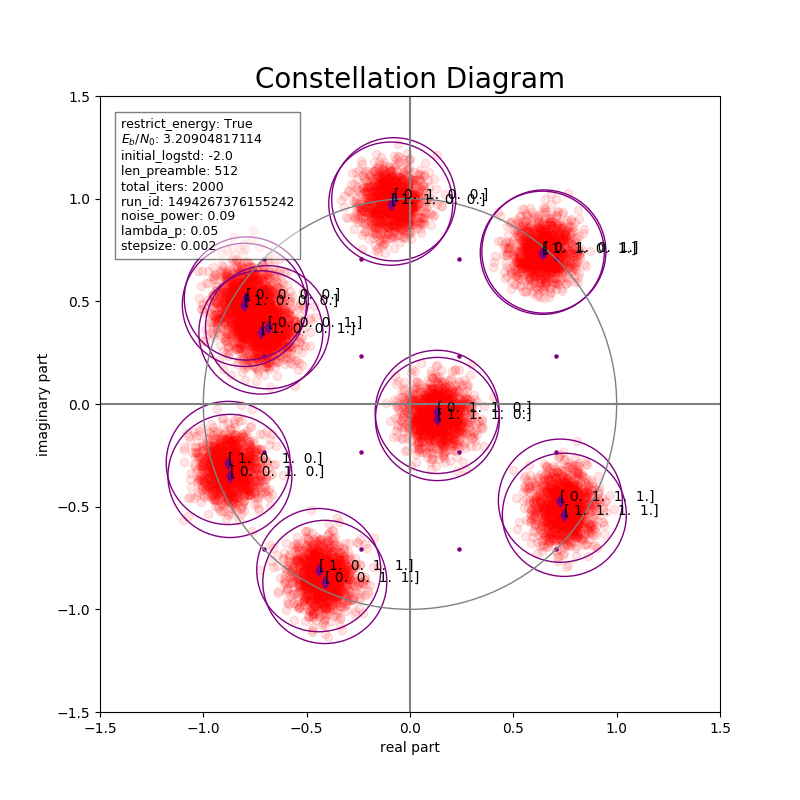 Constellation Diagram
1.5
1.0
0.5
0.0
−0.5
−1.0
−1.5
imaginary part
restrict_energy: True
E_b/N_0: 3.20904817114
initial_logstd: -2.0
len_preamble: 512
total_iters: 2000
run_id: 1494267376155242
noise_power: 0.09
lambda_p: 0.05
stepsize: 0.002
[ 0. 1. 0. 0.]
[ 1. 1. 0. 0.]
[ 0. 1. 0. 1.]
[ 1. 1. 0. 1.]
[ 0. 0. 0. 0.]
[ 1. 0. 0. 0.]
[ 0. 0. 0. 1.]
[ 1. 0. 0. 1.]
[ 0. 1. 1. 0.]
[ 1. 1. 1. 0.]
[ 1. 0. 1. 0.]
[ 0. 0. 1. 0.]
[ 0. 1. 1. 1.]
[ 1. 1. 1. 1.]
[ 1. 0. 1. 1.]
[ 0. 0. 1. 1.]
−1.5 −1.0 −0.5 0.0 0.5 1.0 1.5
real part